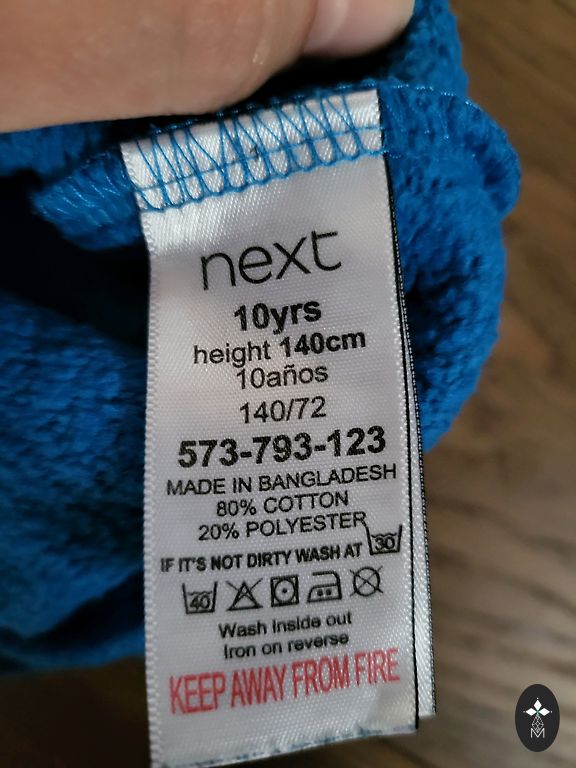 next
10yrs
height 140cm
10años
140/72
573-793-123
MADE IN BANGLADESH
80% COTTON
20% POLYESTER
IF IT'S NOT DIRTY WASH AT 30
40
Wash inside out
Iron on reverse
KEEP AWAY FROM FIRE
M